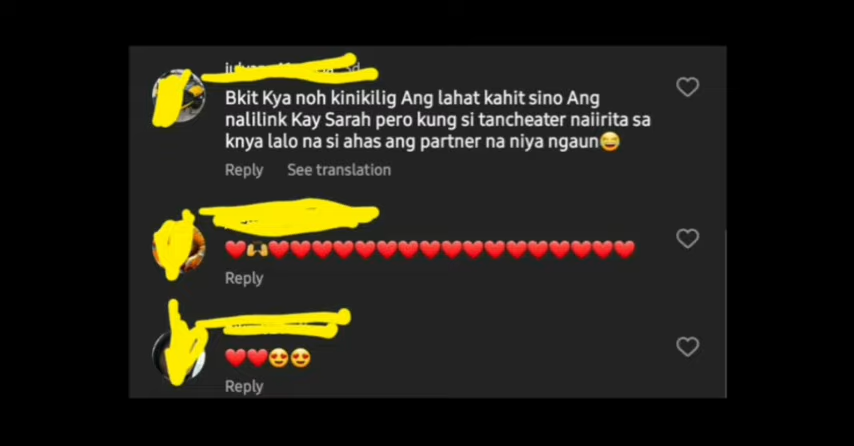 Bkit Kya noh kinikilig Ang lahat kahit sino Ang
nalilink Kay Sarah pero kung si tancheater naiirita sa
knya lalo na si ahas ang partner na niya ngaun😅
Reply See translation
❤️🙌❤️❤️❤️❤️❤️❤️❤️❤️❤️❤️❤️❤️❤️❤️❤️❤️❤️
Reply
❤️❤️😍😍
Reply